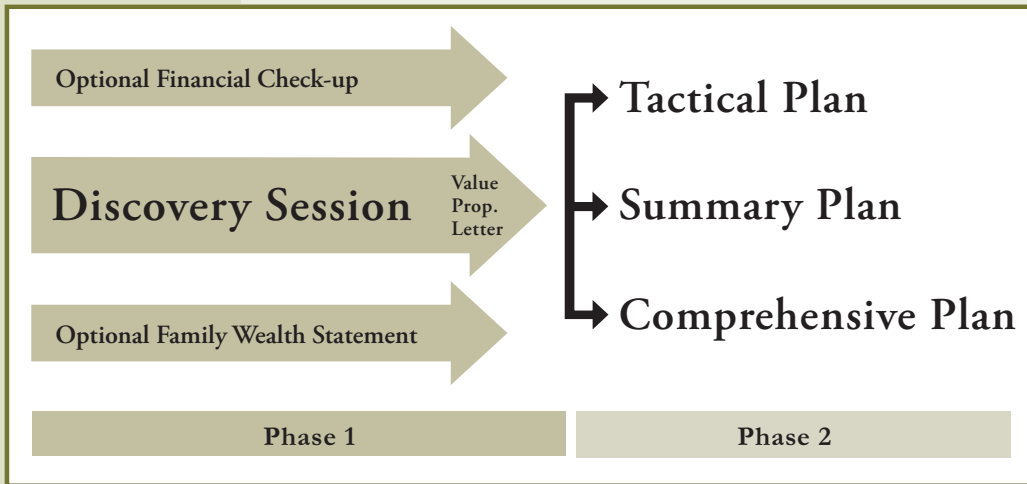 Optional Financial Check-up
Discovery Session
Value
Prop.
Letter
Optional Family Wealth Statement
Tactical Plan
Summary Plan
Comprehensive Plan
Phase 1
Phase 2